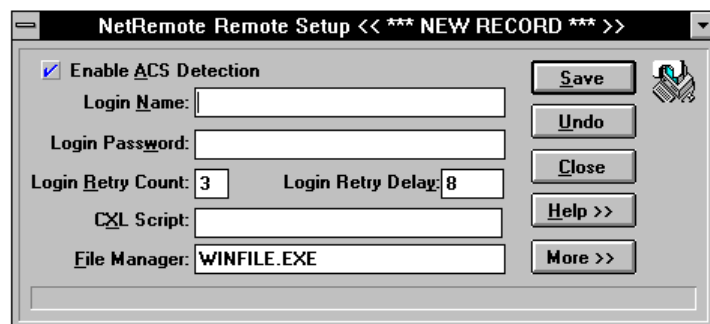 NetRemote Remote Setup << *** NEW RECORD *** >>
Enable ACS Detection
Login Name:
Login Password:
Login Retry Count: 3 Login Retry Delay: 8
CXL Script:
File Manager: WINFILE.EXE
Save
Undo
Close
Help >>
More >>